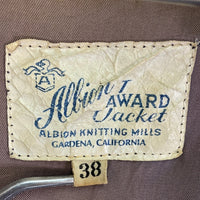 A
Albion T
AWARD
Jacket
ALBION KNITTING MILLS
GARDENA, CALIFORNIA
38